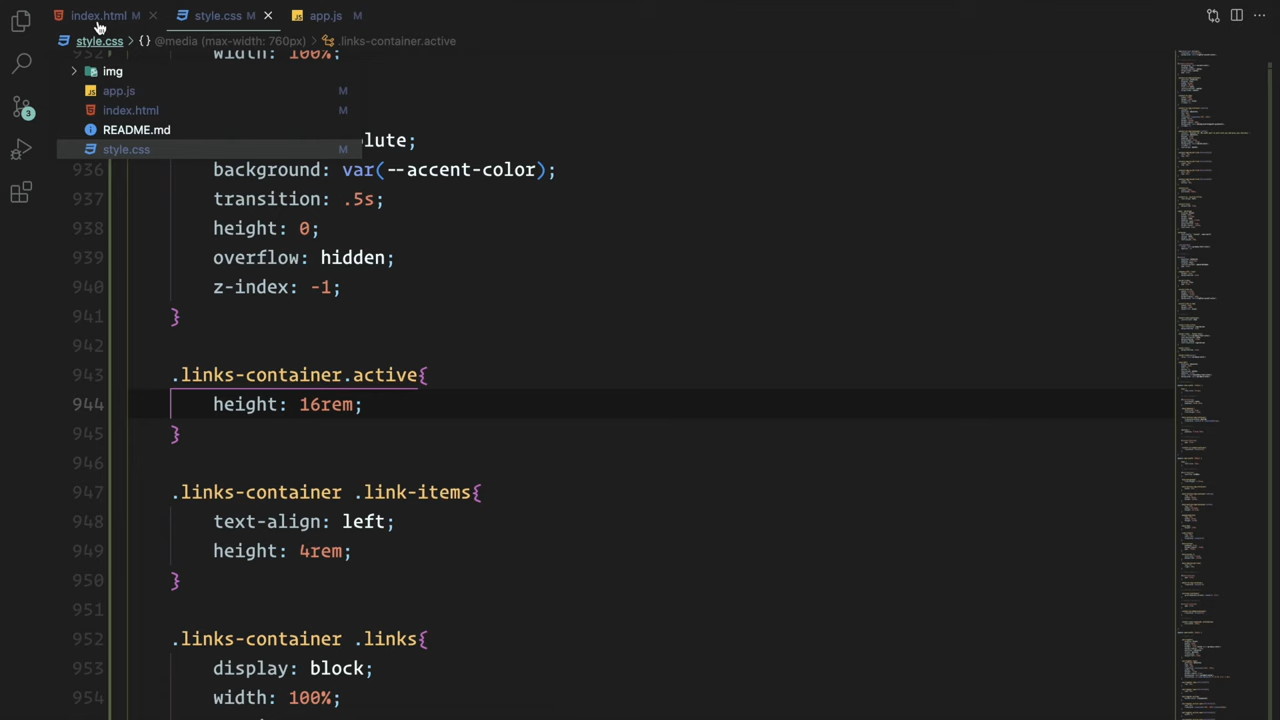 index.html M
style.css M
app.js M
style.css > {} @media (max-width: 760px) > .links-container.active
932 width: 100%;
img
app.js M
index.html M
README.md
style.css M
lute;
936 background: var(--accent-color);
937 transition: .5s;
938 height: 0;
939 overflow: hidden;
940 z-index: -1;
941 }
942
943 .links-container.active{
944 height: 16rem;
945 }
946
947 .links-container .link-items{
948 text-align: left;
949 height: 4rem;
950 }
951
952 .links-container .links{
953 display: block;
954 width: 100%;
3